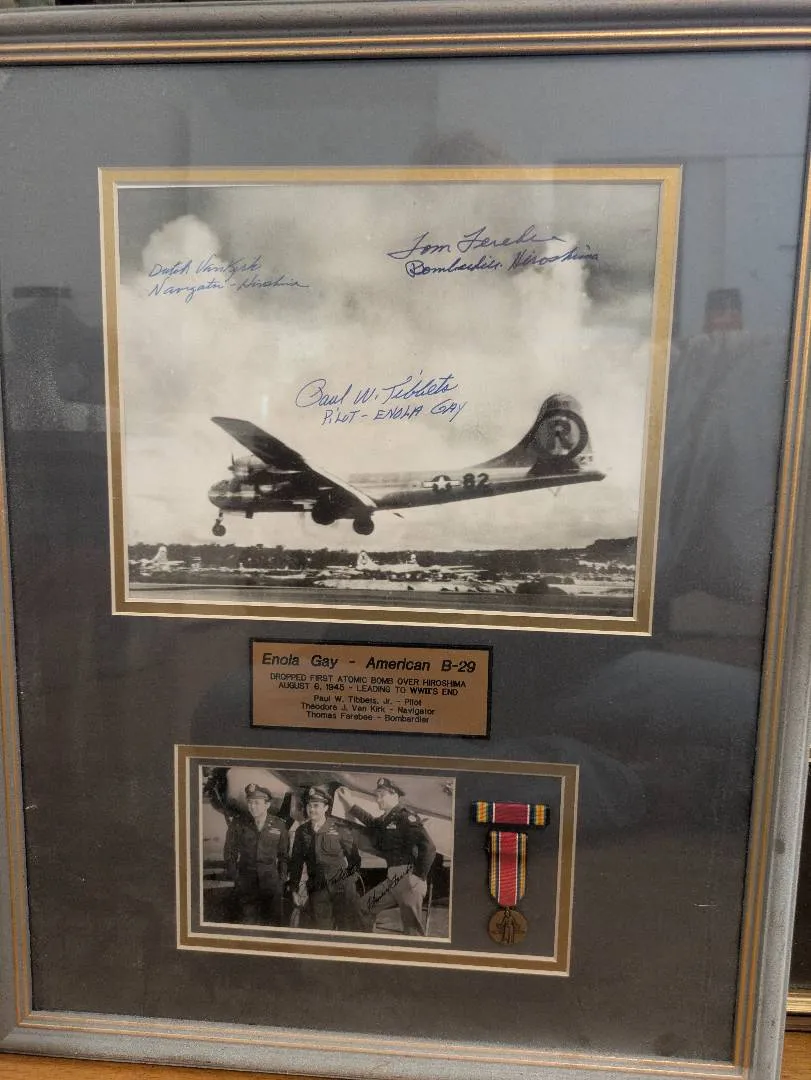 Dutch VanKirk
Navigator - Hiroshima
Tom Ferebee
Bombardier. Hiroshima
Paul W. Tibbets
PILOT - ENOLA GAY
R
82
Enola Gay - American B-29
DROPPED FIRST ATOMIC BOMB OVER HIROSHIMA
AUGUST 6, 1945 - LEADING TO WWII'S END
Paul W. Tibbets, Jr. - Pilot
Theodore J. Van Kirk - Navigator
Thomas Farebee - Bombardier